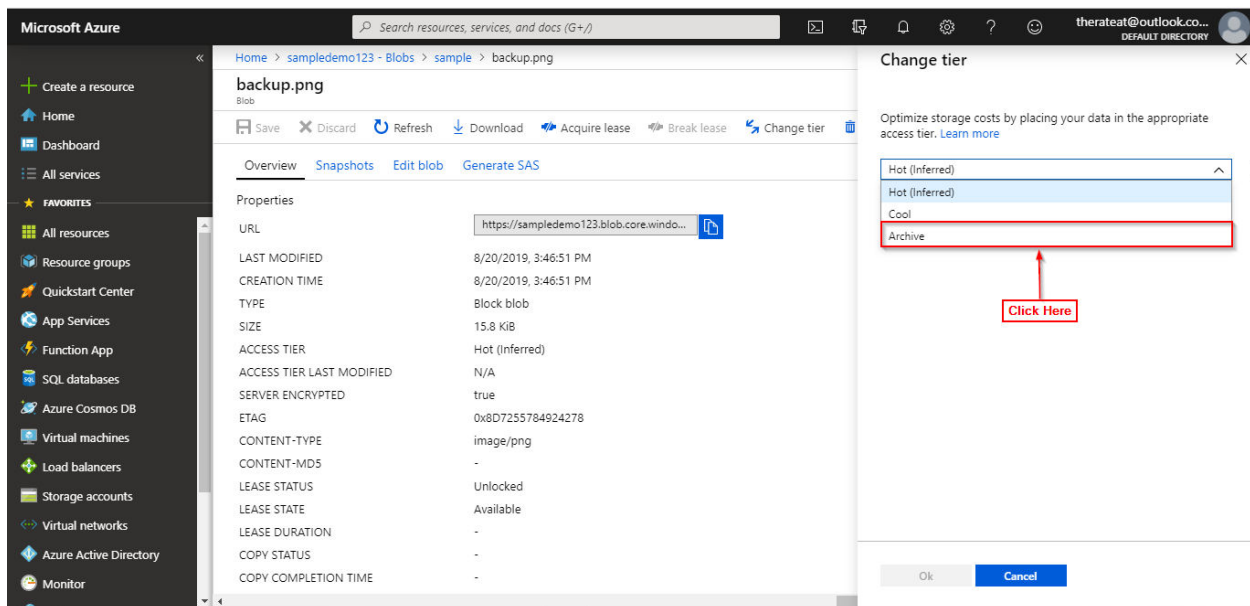 Microsoft Azure
Search resources, services, and docs (G+/)
therateat@outlook.co...
DEFAULT DIRECTORY
«
Create a resource
Home
Dashboard
All services
FAVORITES
All resources
Resource groups
Quickstart Center
App Services
Function App
SQL databases
Azure Cosmos DB
Virtual machines
Load balancers
Storage accounts
Virtual networks
Azure Active Directory
Monitor
Home > sampledemo123 - Blobs > sample > backup.png
backup.png
Blob
Save Discard Refresh Download Acquire lease Break lease Change tier
Overview Snapshots Edit blob Generate SAS
Properties
URL https://sampledemo123.blob.core.windo...
LAST MODIFIED 8/20/2019, 3:46:51 PM
CREATION TIME 8/20/2019, 3:46:51 PM
TYPE Block blob
SIZE 15.8 KiB
ACCESS TIER Hot (Inferred)
ACCESS TIER LAST MODIFIED N/A
SERVER ENCRYPTED true
ETAG 0x8D7255784924278
CONTENT-TYPE image/png
CONTENT-MD5 -
LEASE STATUS Unlocked
LEASE STATE Available
LEASE DURATION -
COPY STATUS -
COPY COMPLETION TIME -
Change tier
Optimize storage costs by placing your data in the appropriate
access tier. Learn more
Hot (Inferred)
Hot (Inferred)
Cool
Archive
Click Here
Ok Cancel